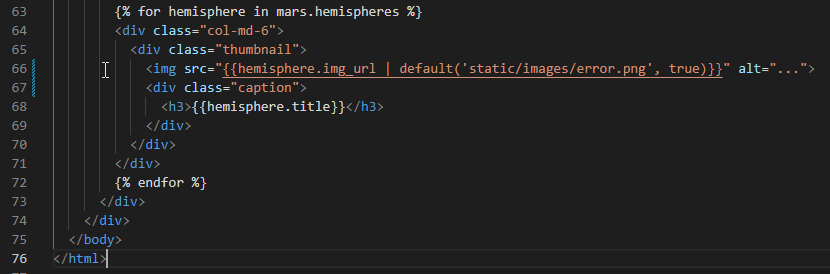 63 {% for hemisphere in mars.hemispheres %}
64 <div class="col-md-6">
65 <div class="thumbnail">
66 <img src="{{hemisphere.img_url | default('static/images/error.png', true)}}" alt="...">
67 <div class="caption">
68 <h3>{{hemisphere.title}}</h3>
69 </div>
70 </div>
71 </div>
72 {% endfor %}
73 </div>
74 </div>
75 </body>
76 </html>